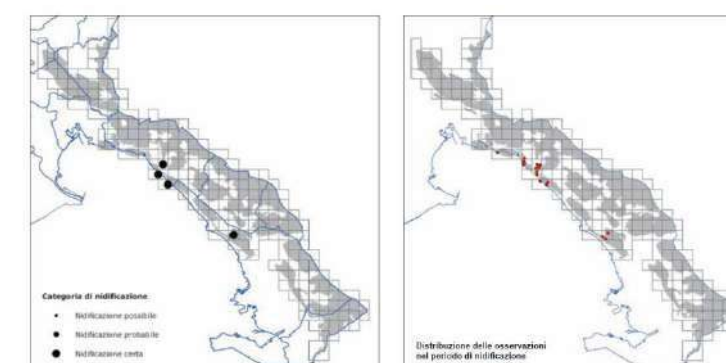 Categoria di nidificazione
Nidificazione possibile
Nidificazione probabile
Nidificazione certa
Distribuzione delle osservazioni
nel periodo di nidificazione